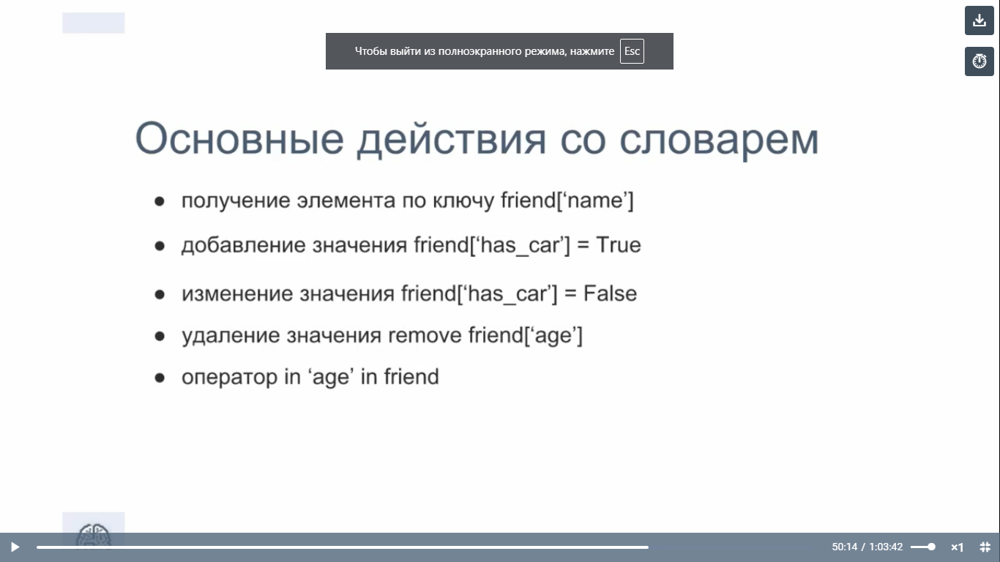 Чтобы выйти из полноэкранного режима, нажмите Esc
Основные действия со словарем
● получение элемента по ключу friend[‘name’]
● добавление значения friend[‘has_car’] = True
● изменение значения friend[‘has_car’] = False
● удаление значения remove friend[‘age’]
● оператор in ‘age’ in friend
50:14 / 1:03:42 ×1